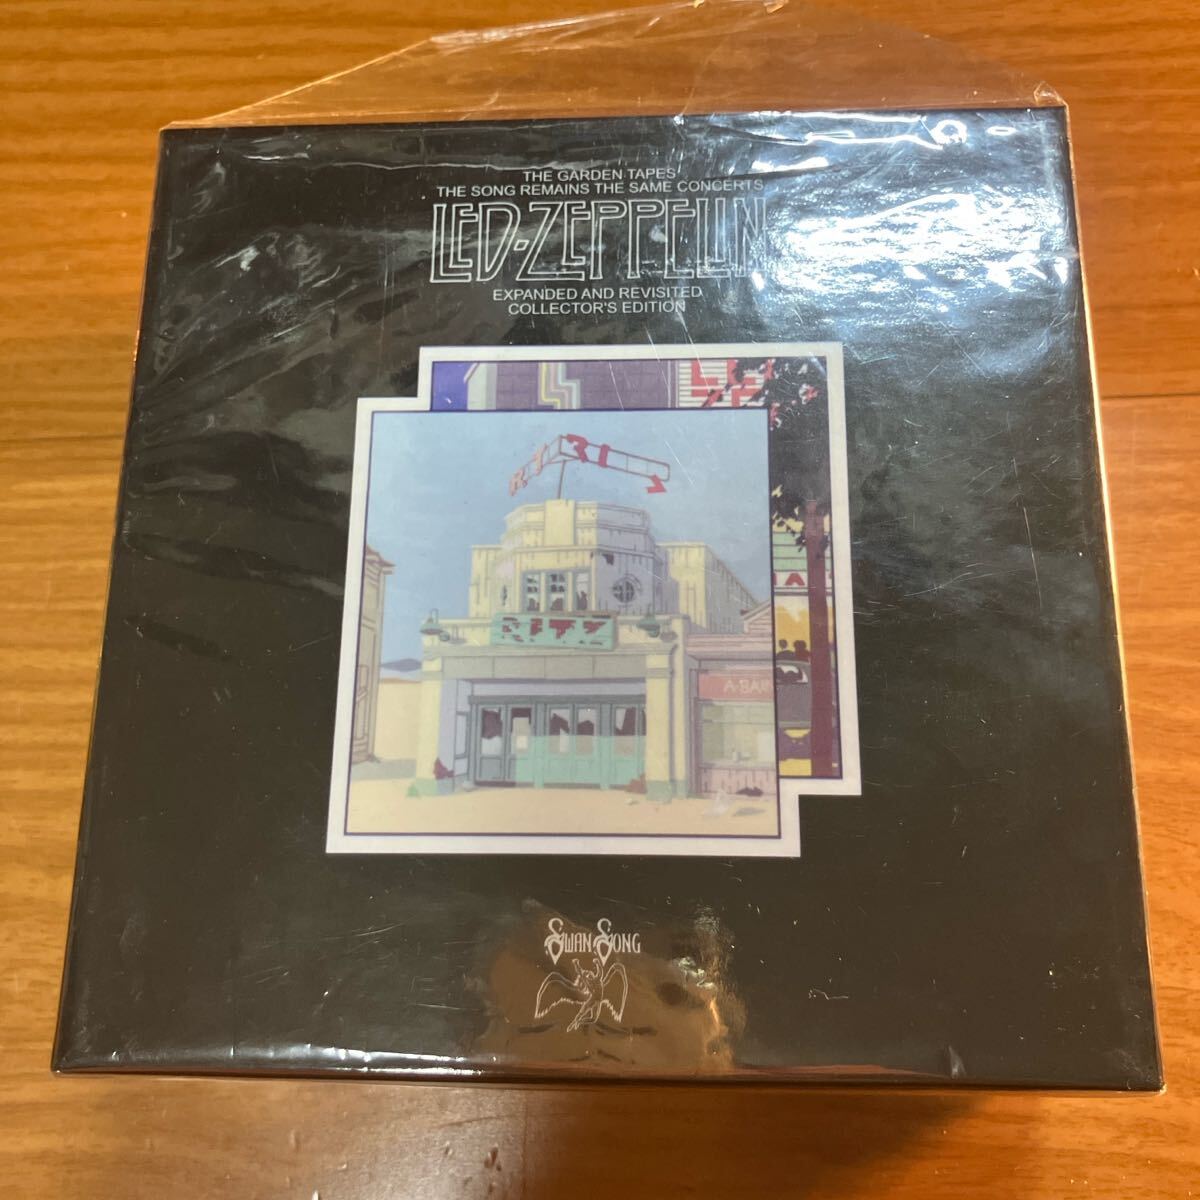 THE GARDEN TAPES
THE SONG REMAINS THE SAME CONCERTS
LED-ZEPPELIN
EXPANDED AND REVISITED
COLLECTOR'S EDITION
RITZ
A-BAR
SWAN SONG